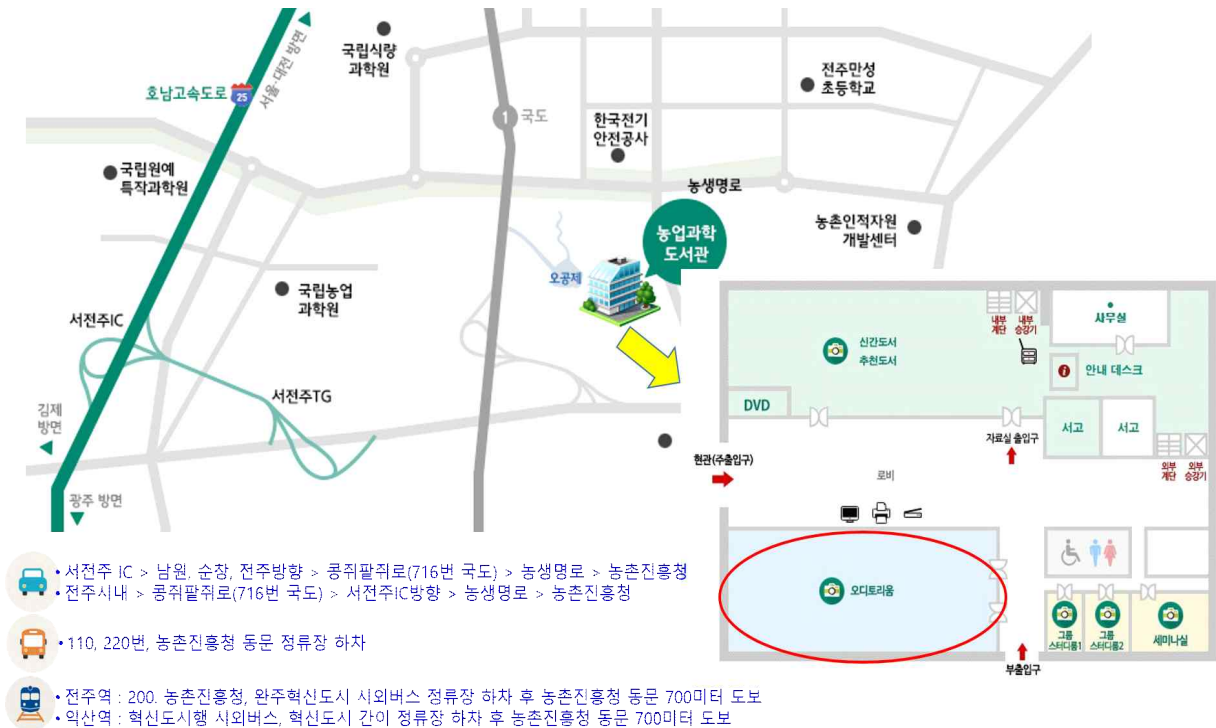 국립식량
과학원
서울·대전 방면
호남고속도로
25
1 국도
한국전기
안전공사
전주만성
초등학교
국립원예
특작과학원
농생명로
농업과학
도서관
농촌인적자원
개발센터
오공제
국립농업
과학원
서전주IC
서전주TG
김제
방면
광주 방면
내부
계단
내부
승강기
사무실
신간도서
추천도서
i
안내 데스크
DVD
서고
서고
자료실 출입구
외부
계단
외부
승강기
현관(주출입구)
로비
오디토리움
그룹
스터디룸1
그룹
스터디룸2
세미나실
부출입구
• 서전주 IC > 남원, 순창, 전주방향 > 콩쥐팥쥐로(716번 국도) > 농생명로 > 농촌진흥청
• 전주시내 > 콩쥐팥쥐로(716번 국도) > 서전주IC방향 > 농생명로 > 농촌진흥청
• 110, 220번, 농촌진흥청 동문 정류장 하차
• 전주역 : 200. 농촌진흥청, 완주혁신도시 시외버스 정류장 하차 후 농촌진흥청 동문 700미터 도보
• 익산역 : 혁신도시행 시외버스, 혁신도시 간이 정류장 하차 후 농촌진흥청 동문 700미터 도보